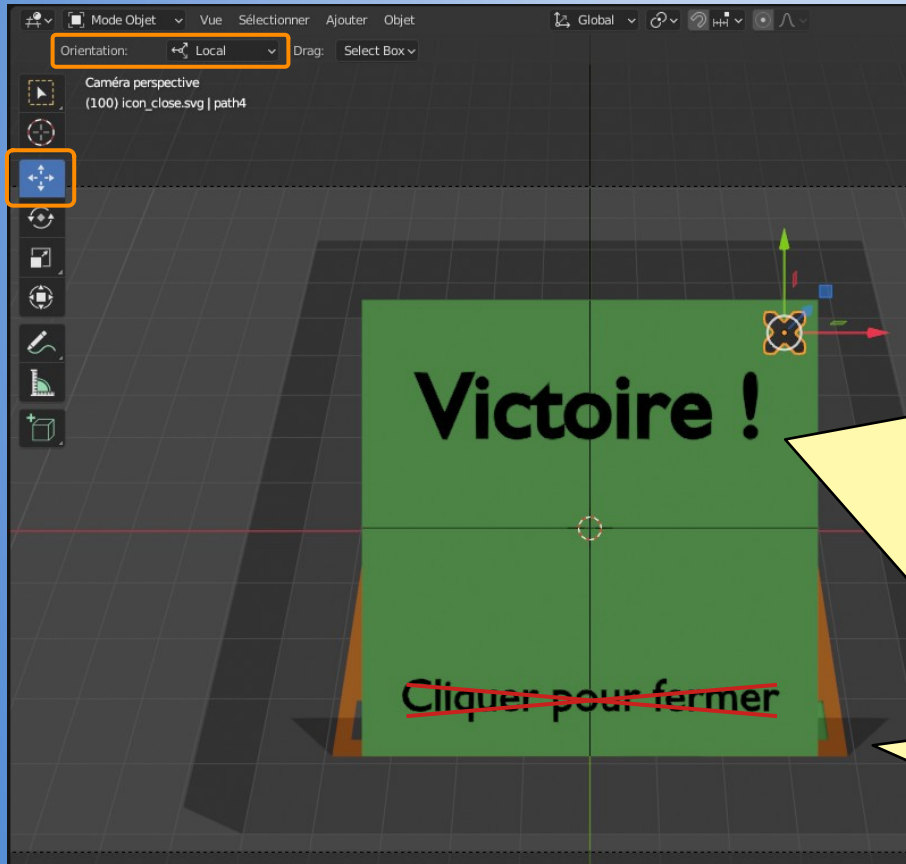 Mode Objet Vue Sélectionner Ajouter Objet Global
Orientation: Local Drag: Select Box
Caméra perspective
(100) icon_close.svg | path4
Victoire !
Cliquer pour fermer